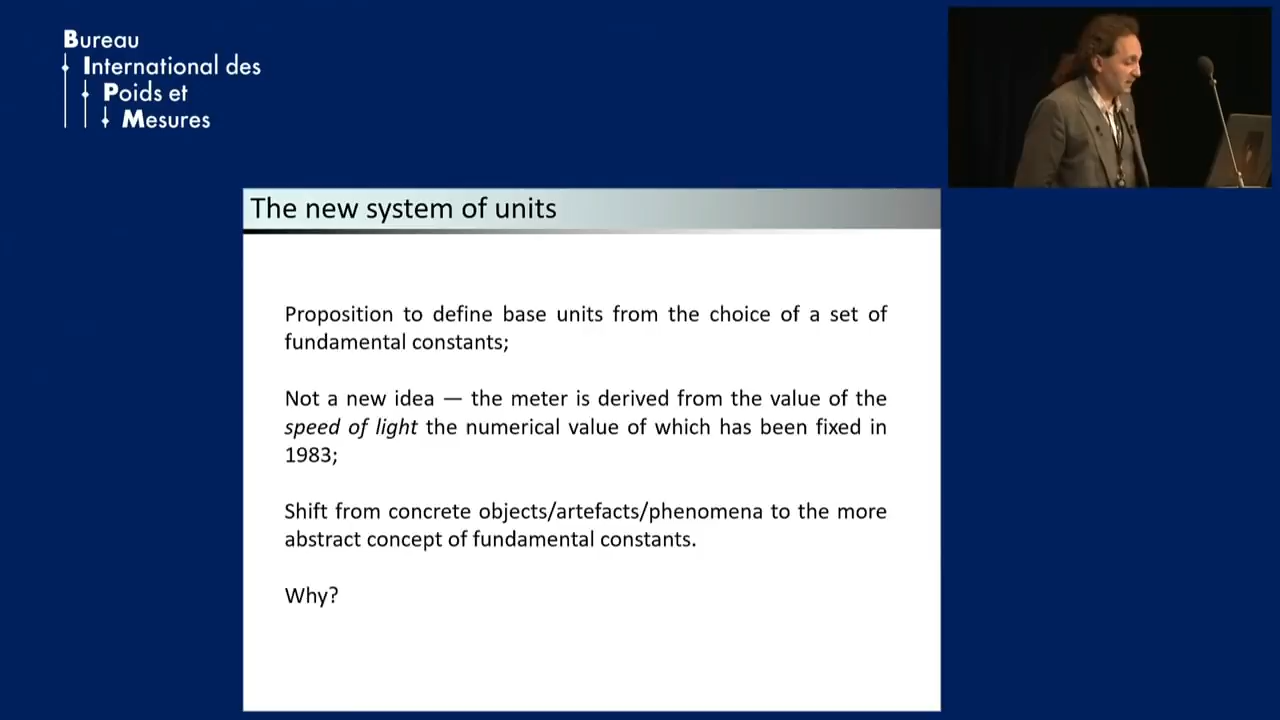 Bureau
International des
Poids et
Mesures
The new system of units
Proposition to define base units from the choice of a set of
fundamental constants;
Not a new idea — the meter is derived from the value of the
speed of light the numerical value of which has been fixed in
1983;
Shift from concrete objects/artefacts/phenomena to the more
abstract concept of fundamental constants.
Why?